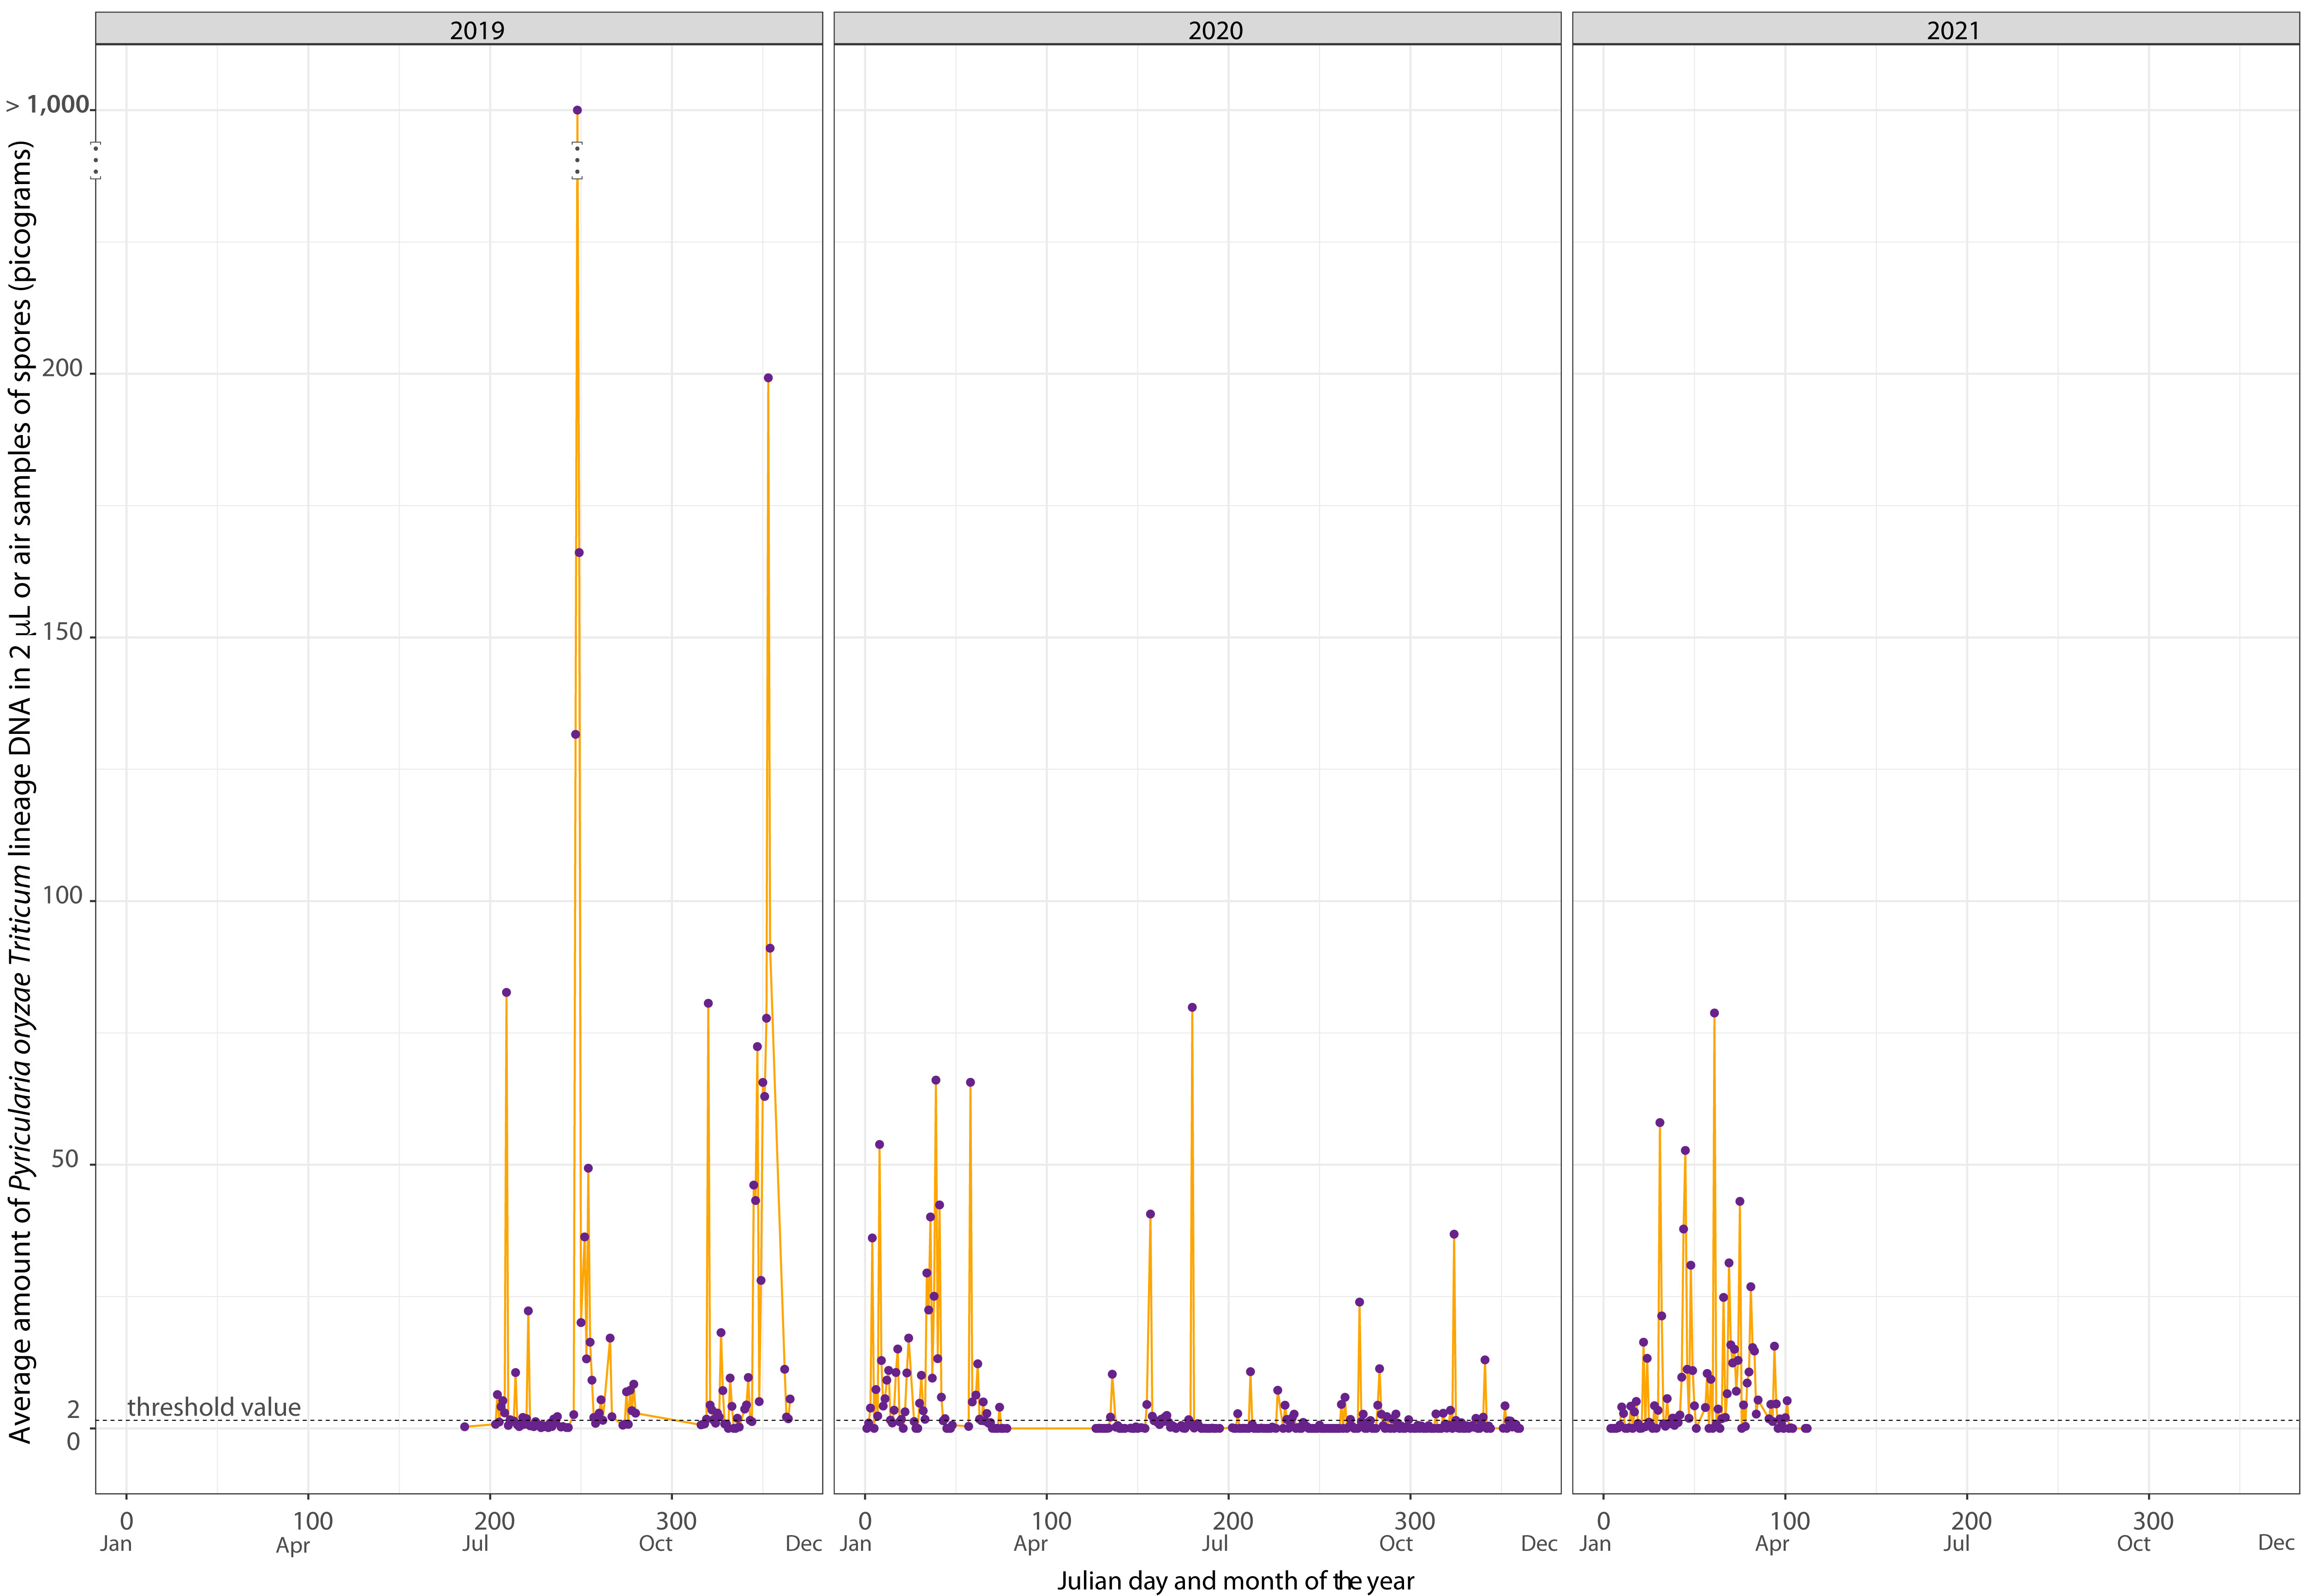 2019 2020 2021
> 1,000
200
150
100
50
2
0
Average amount of Pyricularia oryzae Triticum lineage DNA in 2 µL or air samples of spores (picograms)
threshold value
0 100 200 300 0 100 200 300 0 100 200 300
Jan Apr Jul Oct Dec Jan Apr Jul Oct Dec Jan Apr Jul Oct Dec
Julian day and month of the year